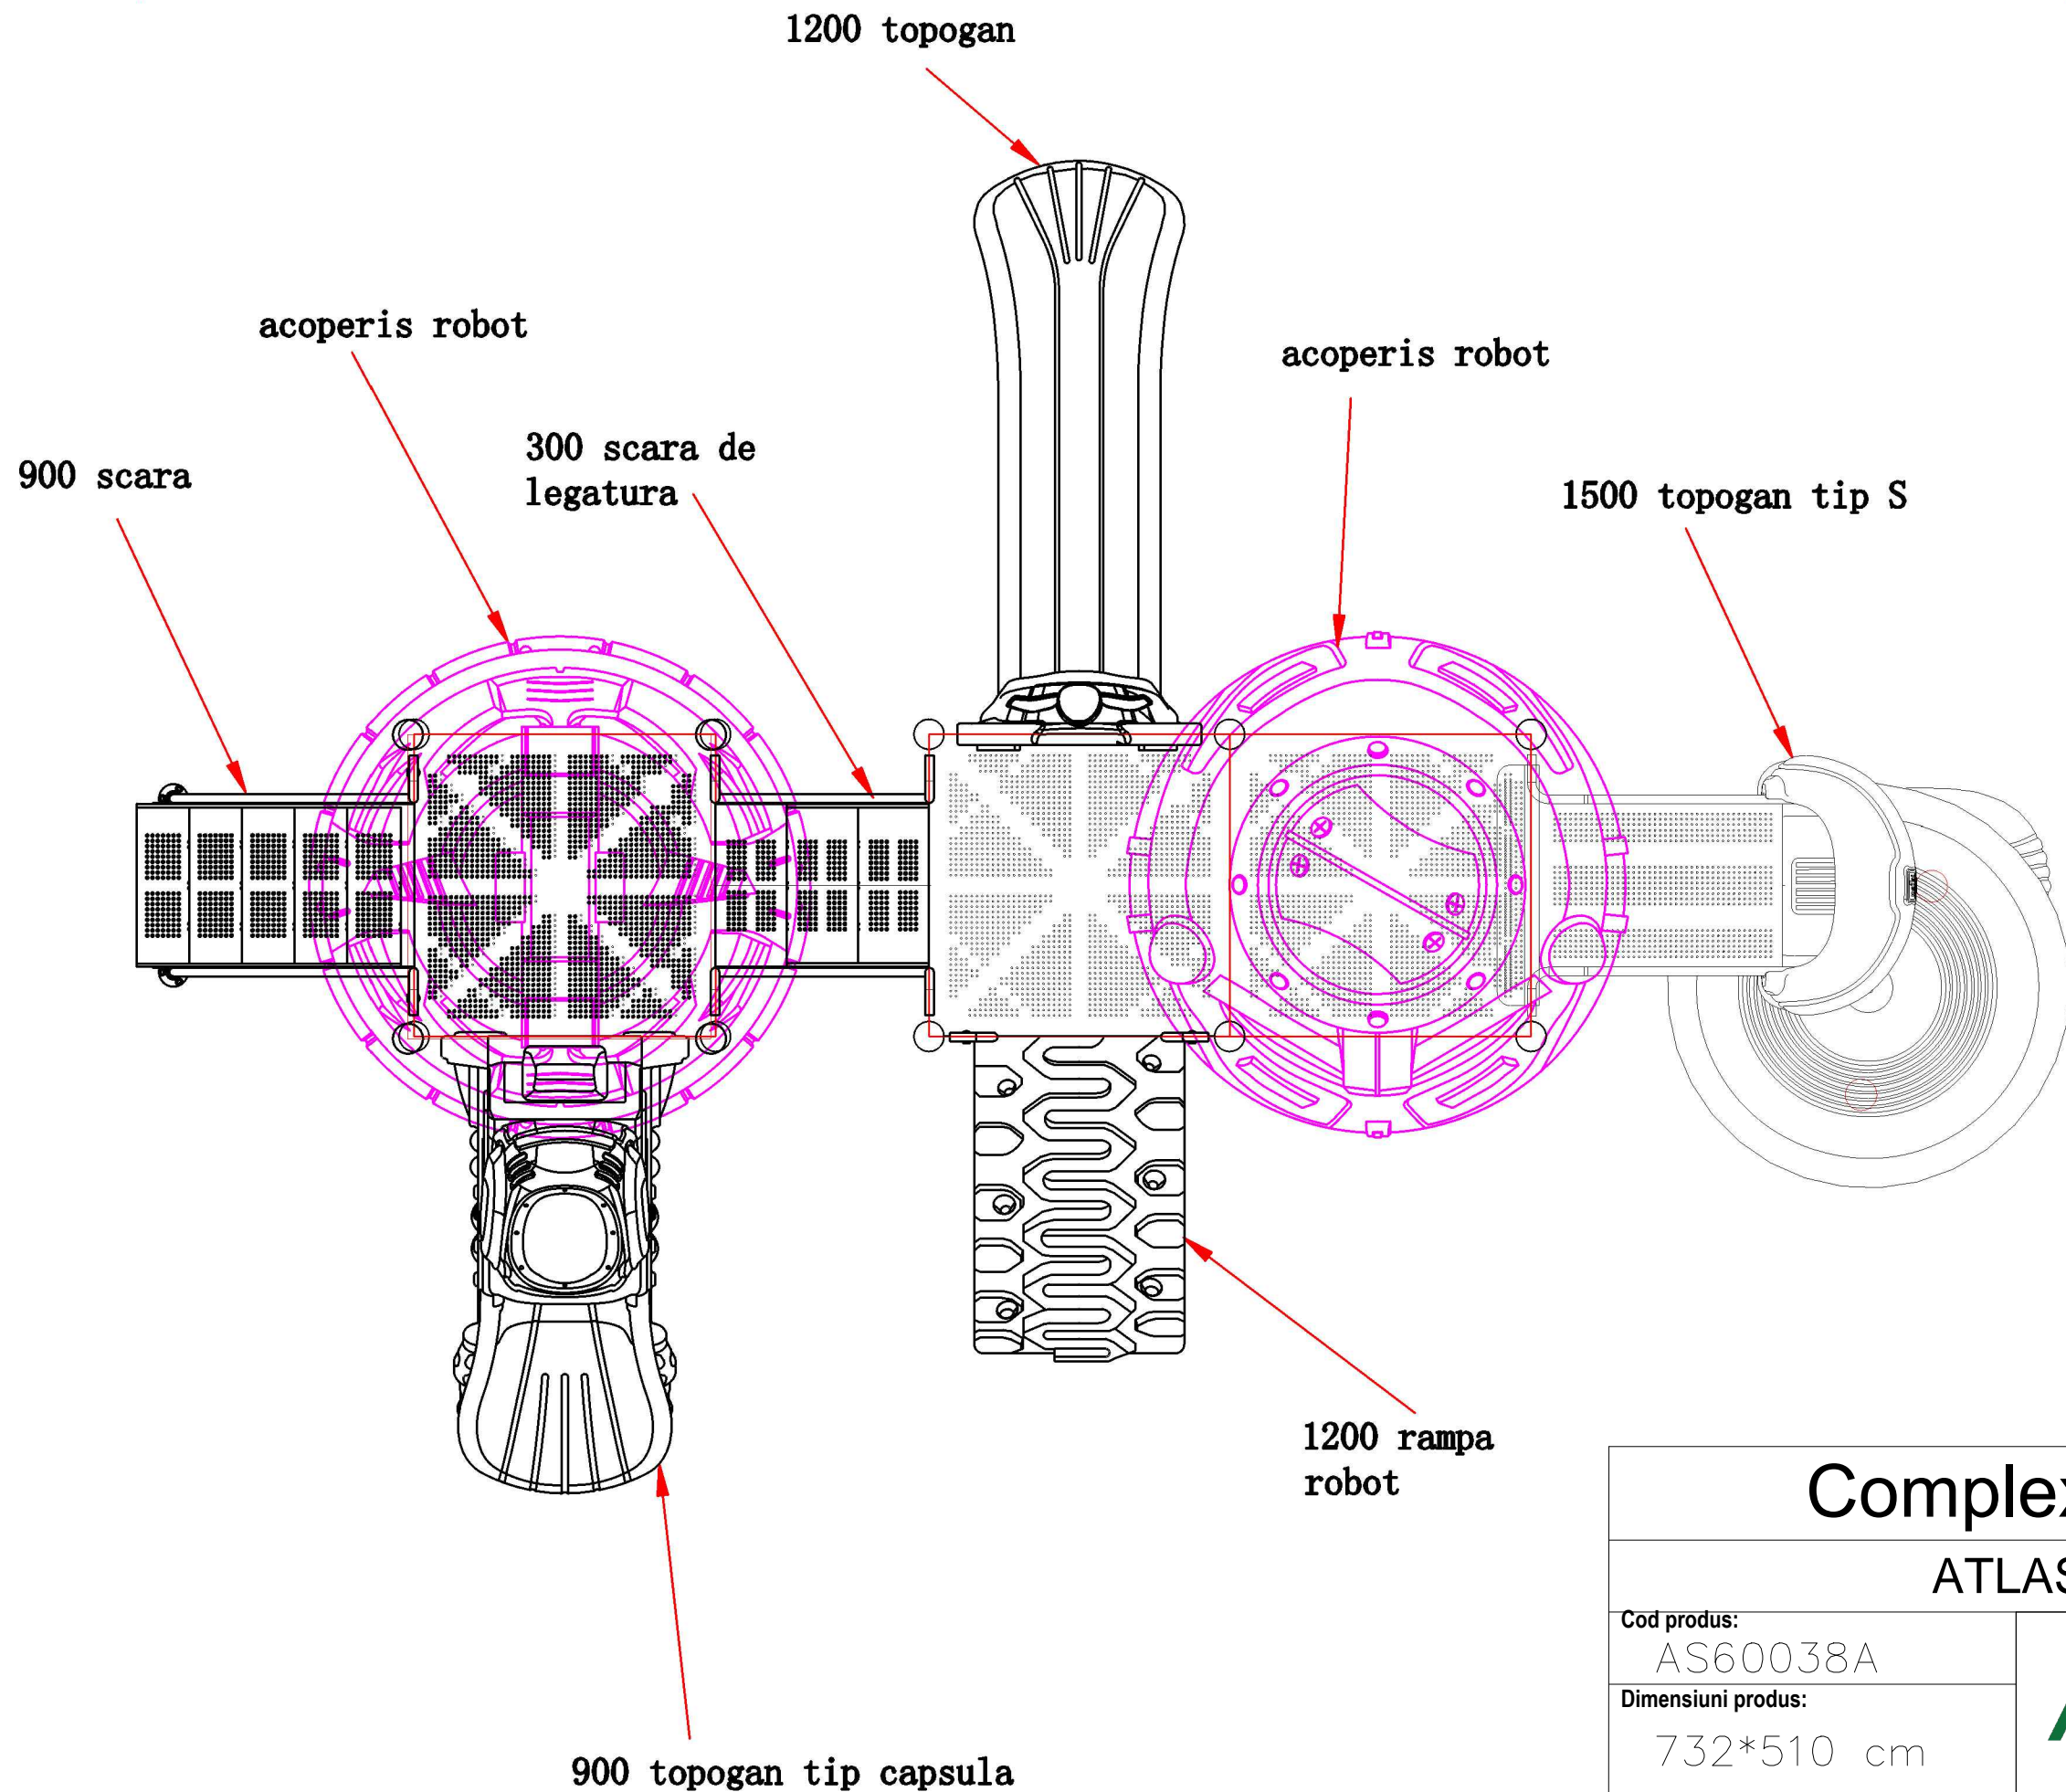 1200 topogan
acoperis robot
acoperis robot
300 scara de
legatura
900 scara
1500 topogan tip S
1200 rampa
robot
900 topogan tip capsula
Complex
ATLAS
Cod produs:
AS60038A
Dimensiuni produs:
732*510 cm